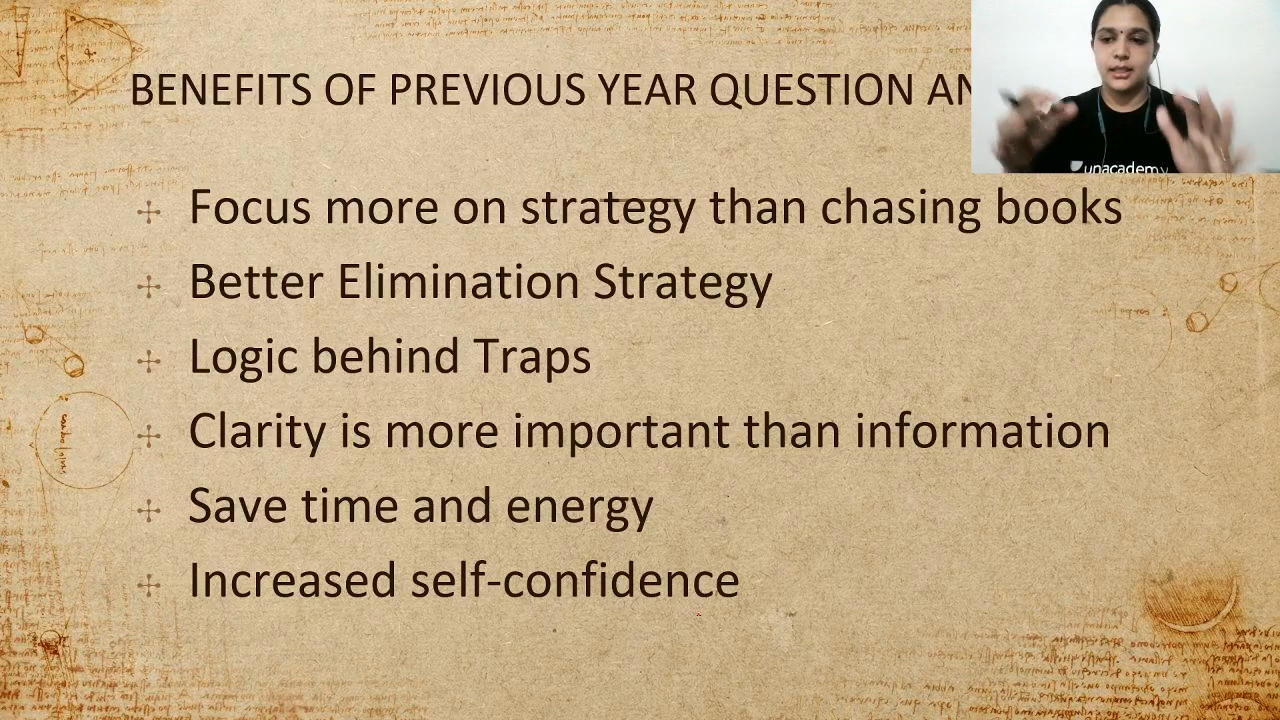 BENEFITS OF PREVIOUS YEAR QUESTION AN
Focus more on strategy than chasing books
Better Elimination Strategy
Logic behind Traps
Clarity is more important than information
Save time and energy
Increased self-confidence
unacademy